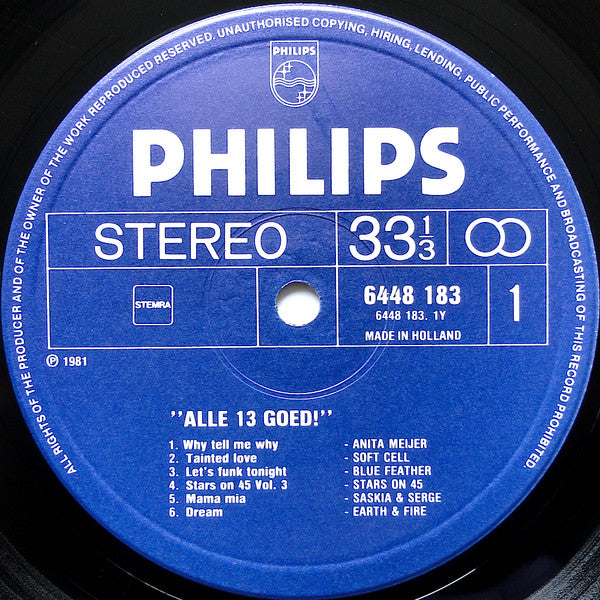 ALL RIGHTS OF THE PRODUCER AND OF THE OWNER OF THE WORK REPRODUCED RESERVED. UNAUTHORISED COPYING, HIRING, LENDING, PUBLIC PERFORMANCE AND BROADCASTING OF THIS RECORD PROHIBITED
PHILIPS
PHILIPS
STEREO 33⅓
STEMRA 6448 183 1
6448 183. 1Y
MADE IN HOLLAND
Ⓟ 1981
"ALLE 13 GOED!"
1. Why tell me why - ANITA MEIJER
2. Tainted love - SOFT CELL
3. Let's funk tonight - BLUE FEATHER
4. Stars on 45 Vol. 3 - STARS ON 45
5. Mama mia - SASKIA & SERGE
6. Dream - EARTH & FIRE